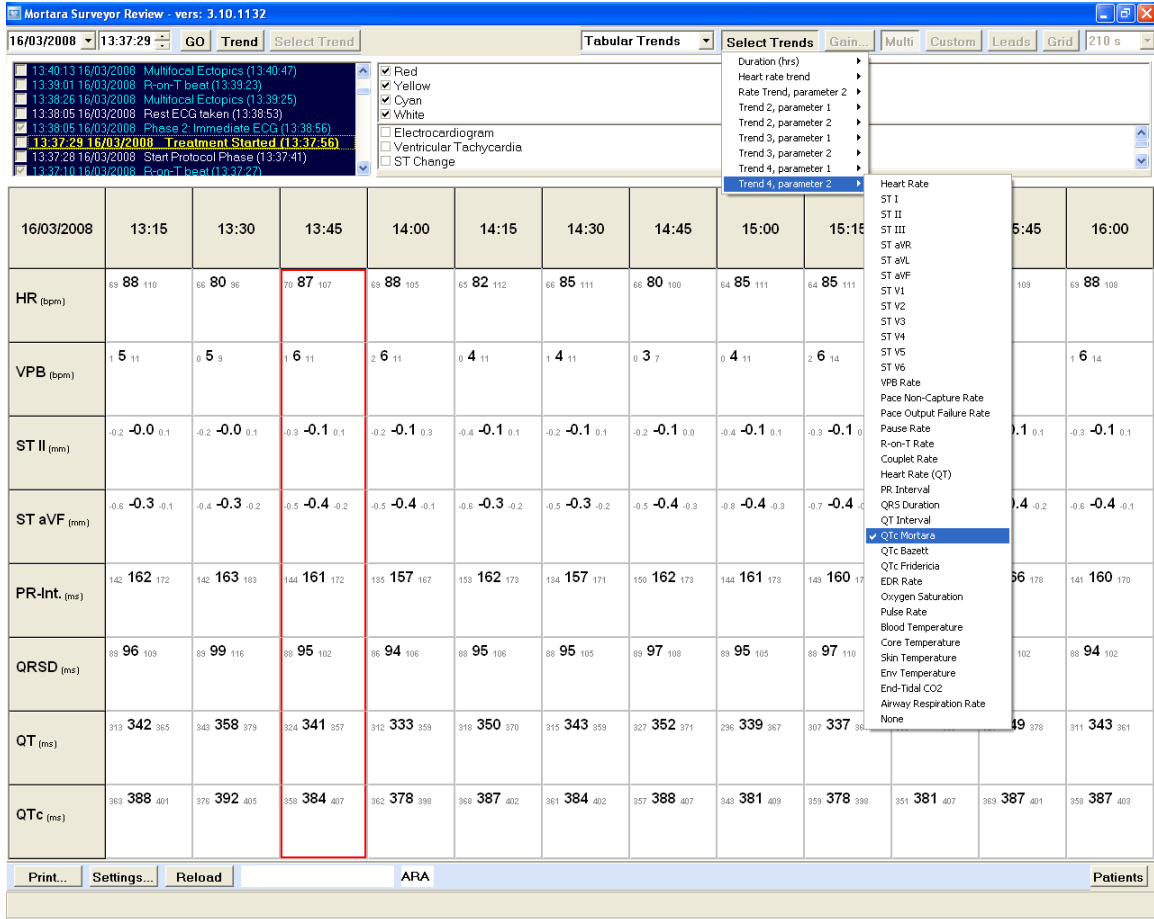 Mortara Surveyor Review - vers: 3.10.1132
16/03/2008 13:37:29 GO Trend Select Trend Tabular Trends Select Trends Gain... Multi Custom Leads Grid 210 s
13:40:13 16/03/2008 Multifocal Ectopics (13:40:47)
13:39:01 16/03/2008 R-on-T beat (13:39:23)
13:38:26 16/03/2008 Multifocal Ectopics (13:39:25)
13:38:05 16/03/2008 Rest ECG taken (13:38:53)
13:38:05 16/03/2008 Phase 2: Immediate ECG (13:38:56)
13:37:29 16/03/2008 Treatment Started (13:37:56)
13:37:28 16/03/2008 Start Protocol Phase (13:37:41)
13:37:10 16/03/2008 R-on-T beat (13:37:27)
Red
Yellow
Cyan
White
Electrocardiogram
Ventricular Tachycardia
ST Change
Duration (hrs)
Heart rate trend
Rate Trend, parameter 2
Trend 2, parameter 1
Trend 2, parameter 2
Trend 3, parameter 1
Trend 3, parameter 2
Trend 4, parameter 1
Trend 4, parameter 2
Heart Rate
ST I
ST II
ST III
ST aVR
ST aVL
ST aVF
ST V1
ST V2
ST V3
ST V4
ST V5
ST V6
VPB Rate
Pace Non-Capture Rate
Pace Output Failure Rate
Pause Rate
R-on-T Rate
Couplet Rate
Heart Rate (QT)
PR Interval
QRS Duration
QT Interval
QTc Mortara
QTc Bazett
QTc Fridericia
EDR Rate
Oxygen Saturation
Pulse Rate
Blood Temperature
Core Temperature
Skin Temperature
Env Temperature
End-Tidal CO2
Airway Respiration Rate
None
16/03/2008 13:15 13:30 13:45 14:00 14:15 14:30 14:45 15:00 15:15 5:45 16:00
HR (bpm) 69 88 110 66 80 96 70 87 107 69 88 105 65 82 112 66 85 111 66 80 100 64 85 111 64 85 111 109 69 88 108
VPB (bpm) 1 5 11 0 5 9 1 6 11 2 6 11 0 4 11 1 4 11 0 3 7 0 4 11 2 6 14 1 6 14
ST II (mm) -0.2 -0.0 0.1 -0.2 -0.0 0.1 -0.3 -0.1 0.1 -0.2 -0.1 0.3 -0.4 -0.1 0.1 -0.2 -0.1 0.0 -0.4 -0.1 0.1 -0.3 -0.1 0.1 -0.3 -0.1 0.1
ST aVF (mm) -0.6 -0.3 -0.1 -0.4 -0.3 -0.2 -0.5 -0.4 -0.2 -0.5 -0.4 -0.1 -0.6 -0.3 -0.2 -0.5 -0.3 -0.2 -0.5 -0.4 -0.3 -0.8 -0.4 -0.3 -0.7 -0.4 .4 -0.2 -0.6 -0.4 -0.1
PR-Int. (ms) 142 162 172 142 163 183 144 161 172 135 157 167 153 162 173 134 157 171 150 162 173 144 161 173 149 160 66 178 141 160 170
QRSD (ms) 89 96 109 89 99 116 88 95 102 86 94 106 88 95 106 88 95 105 89 97 108 89 95 105 88 97 110 102 88 94 102
QT (ms) 313 342 365 343 358 379 324 341 357 312 333 359 318 350 370 315 343 359 327 352 371 296 339 367 307 337 49 378 311 343 361
QTc (ms) 363 388 401 376 392 405 358 384 407 362 378 398 368 387 402 361 384 402 357 388 407 343 381 409 359 378 398 351 381 407 369 387 401 358 387 403
Print... Settings... Reload ARA Patients